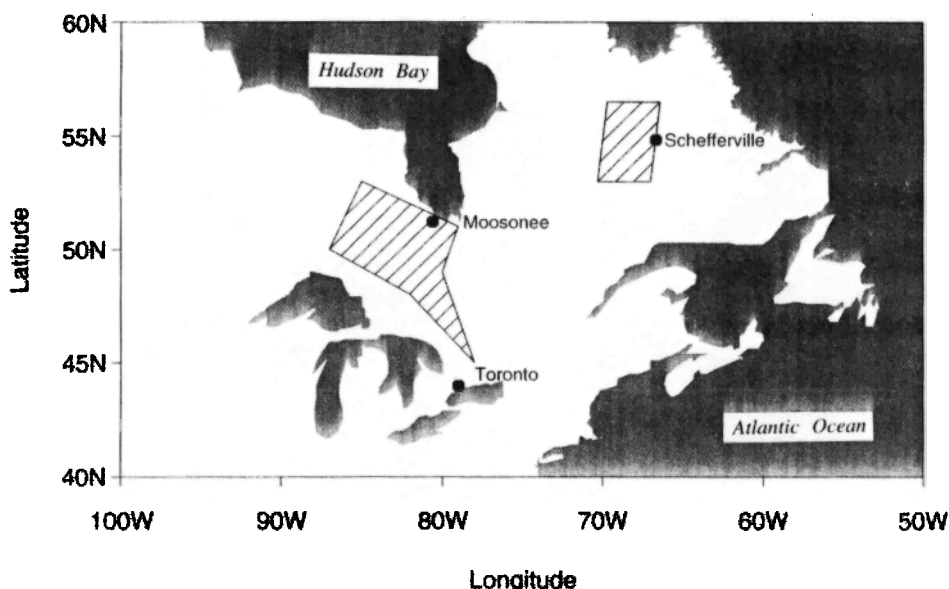 60N
Hudson Bay
55N
Schefferville
Latitude
Moosonee
50N
45N
Toronto
Atlantic Ocean
40N
100W 90W 80W 70W 60W 50W
Longitude